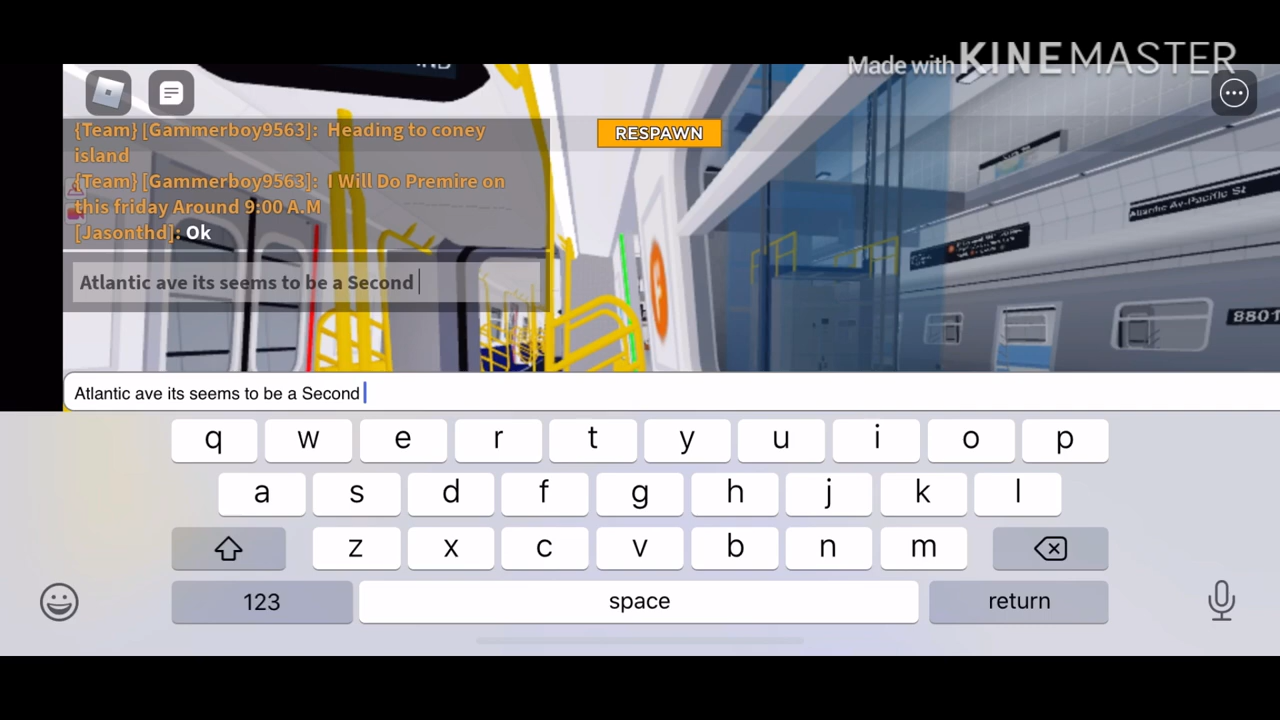 Made with KINEMASTER
{Team} [Gammerboy9563]: Heading to coney
island
{Team} [Gammerboy9563]: I Will Do Premire on
this friday Around 9:00 A.M
[Jasonthd]: Ok
RESPAWN
Atlantic Av-Pacific St
8801
Atlantic ave its seems to be a Second
Atlantic ave its seems to be a Second
q w e r t y u i o p
a s d f g h j k l
z x c v b n m
123 space return